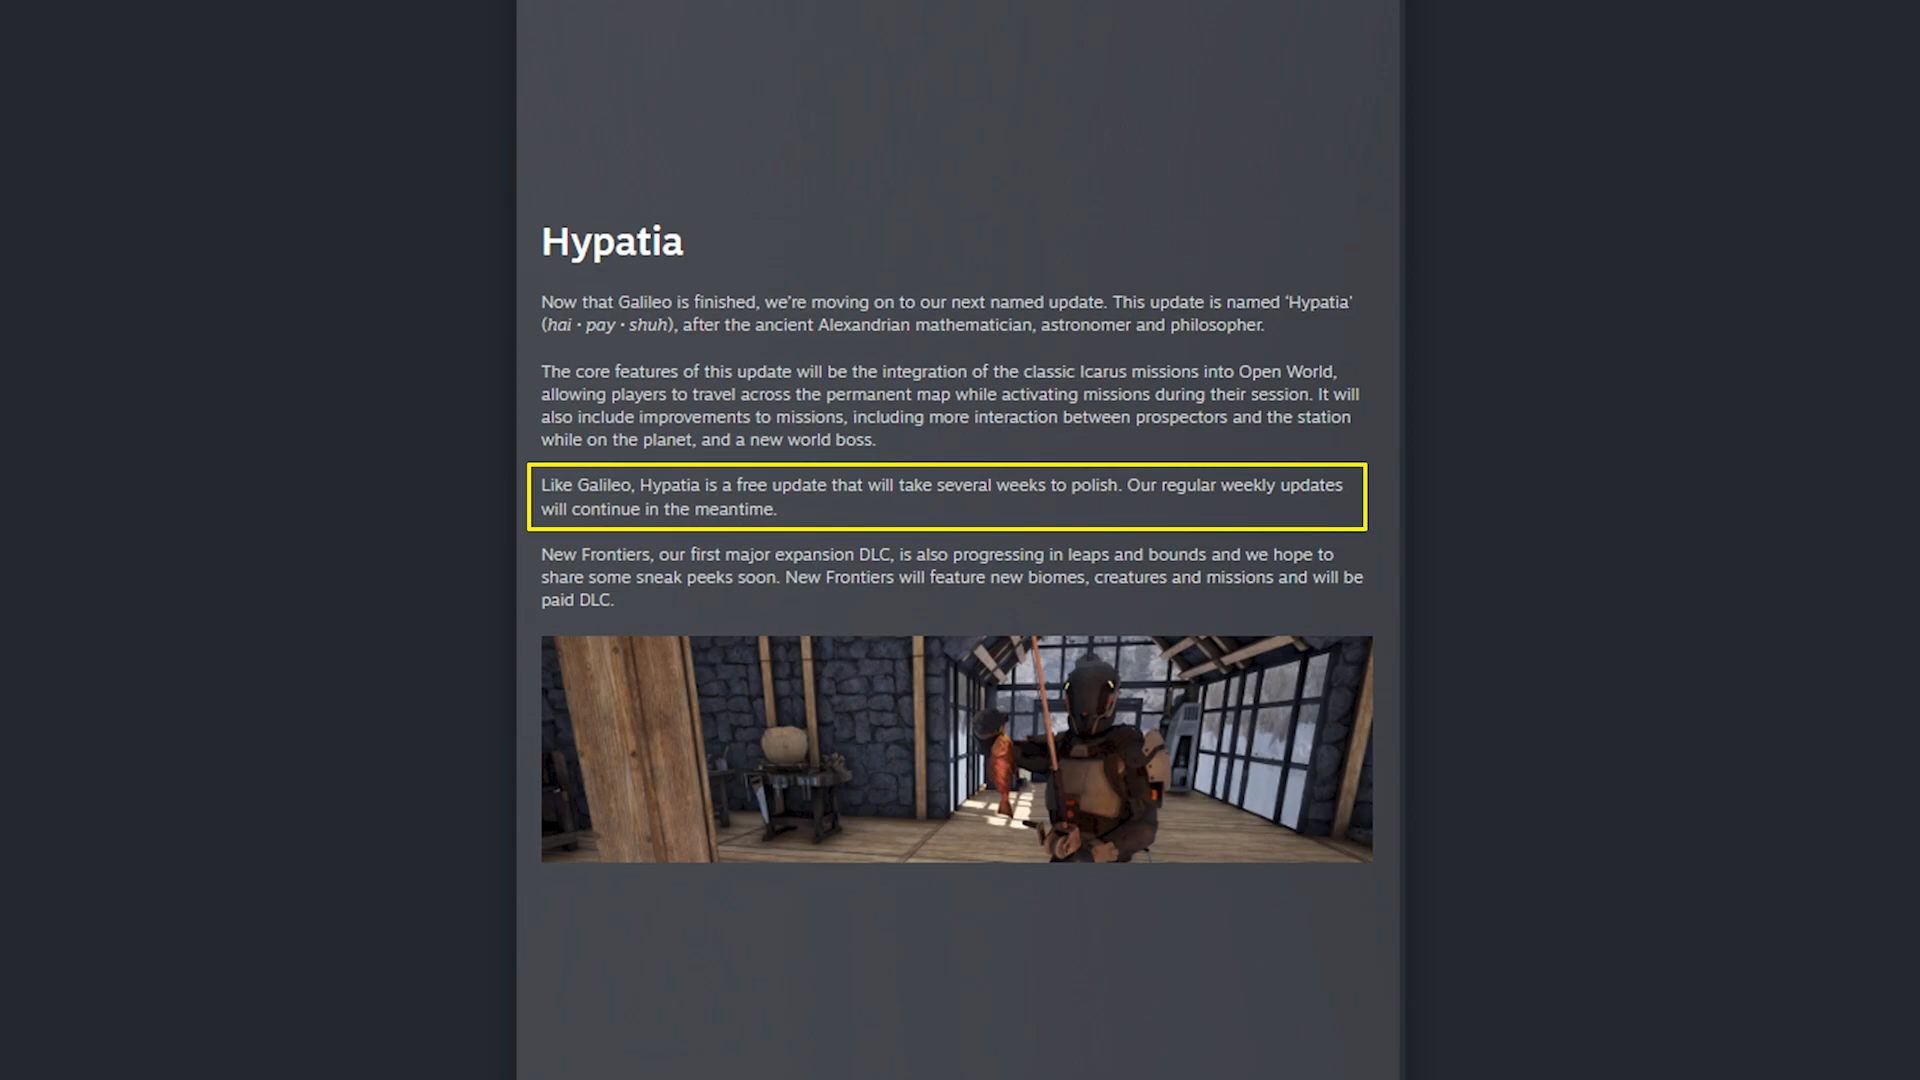 Hypatia
Now that Galileo is finished, we're moving on to our next named update. This update is named ‘Hypatia’
(hai • pay • shuh), after the ancient Alexandrian mathematician, astronomer and philosopher.
The core features of this update will be the integration of the classic Icarus missions into Open World,
allowing players to travel across the permanent map while activating missions during their session. It will
also include improvements to missions, including more interaction between prospectors and the station
while on the planet, and a new world boss.
Like Galileo, Hypatia is a free update that will take several weeks to polish. Our regular weekly updates
will continue in the meantime.
New Frontiers, our first major expansion DLC, is also progressing in leaps and bounds and we hope to
share some sneak peeks soon. New Frontiers will feature new biomes, creatures and missions and will be
paid DLC.